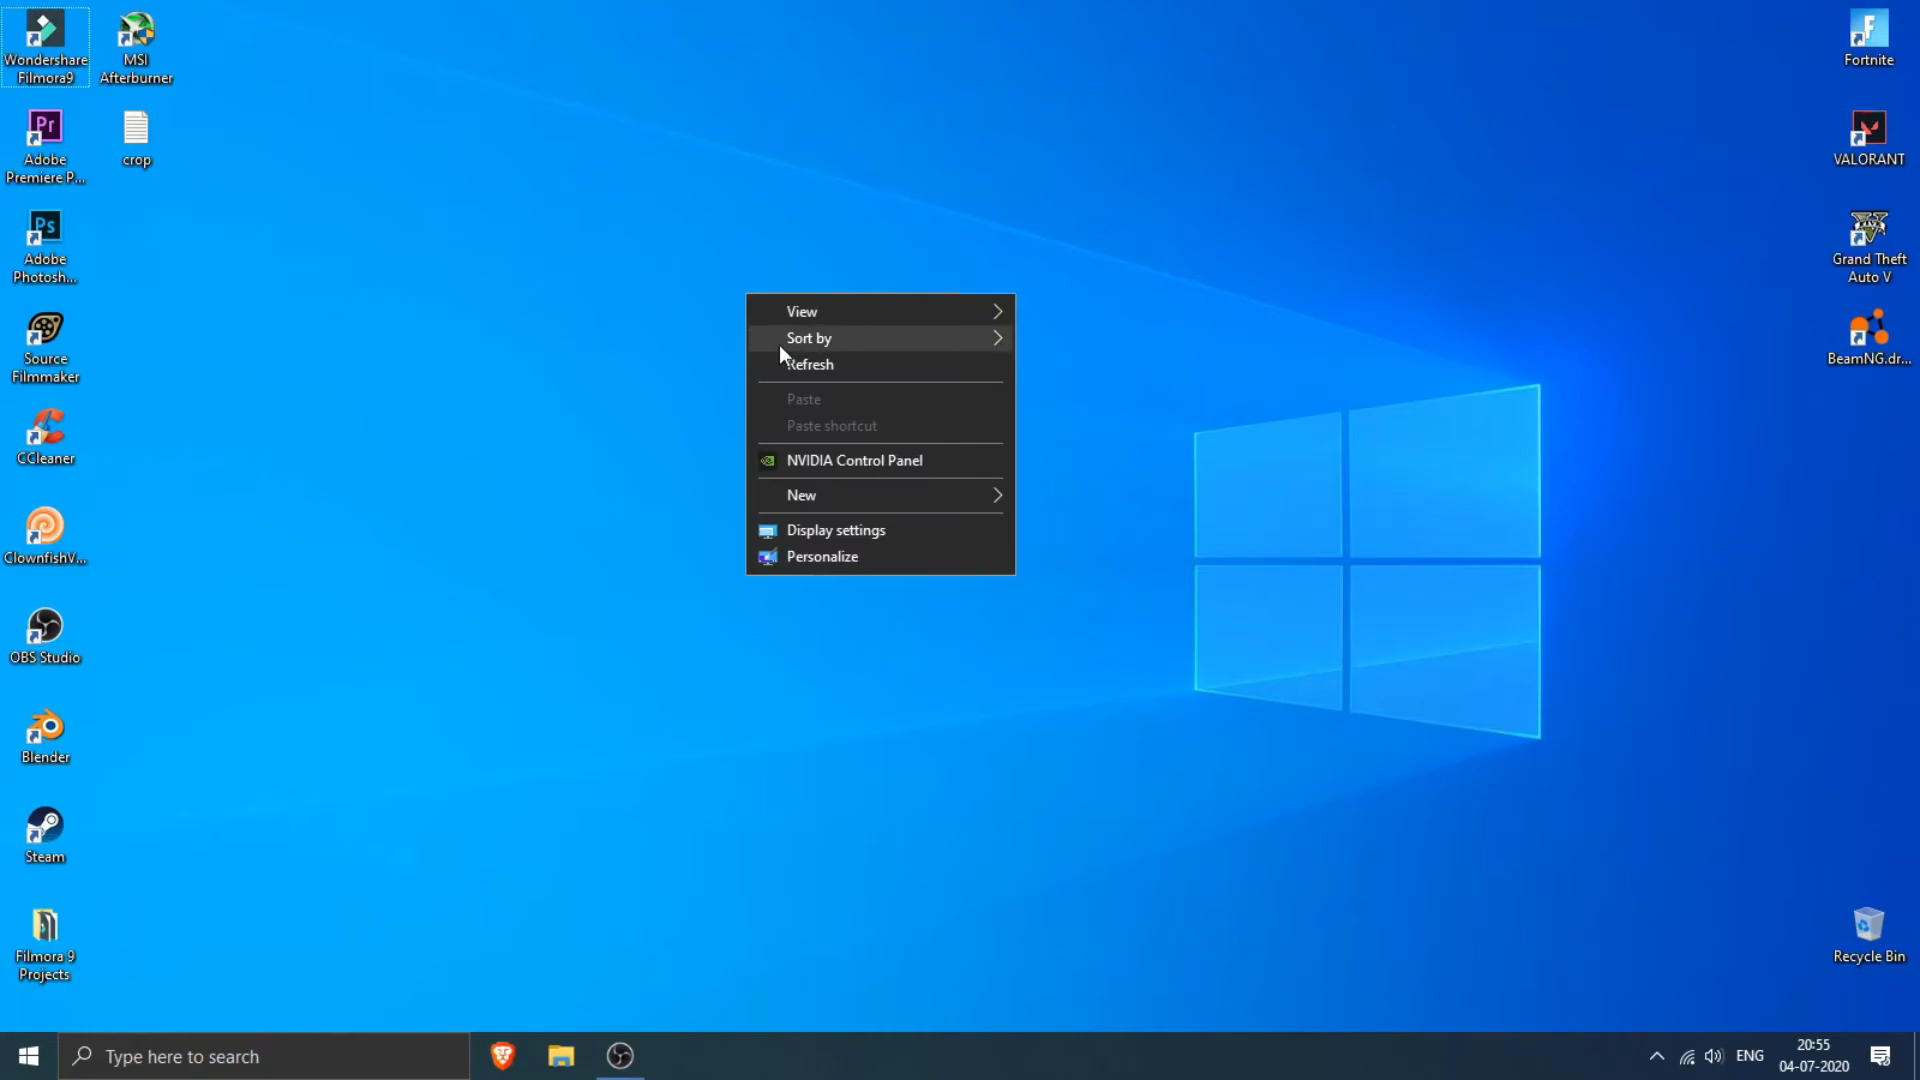 Wondershare
Filmora9
MSI
Afterburner
Pr
Adobe
Premiere P...
crop
Ps
Adobe
Photosh...
Source
Filmmaker
CCleaner
ClownfishV...
OBS Studio
Blender
Steam
Filmora 9
Projects
View
Sort by
Refresh
Paste
Paste shortcut
NVIDIA Control Panel
New
Display settings
Personalize
F
Fortnite
VALORANT
V
Grand Theft
Auto V
BeamNG.dr...
Recycle Bin
Type here to search
ENG
20:55
04-07-2020